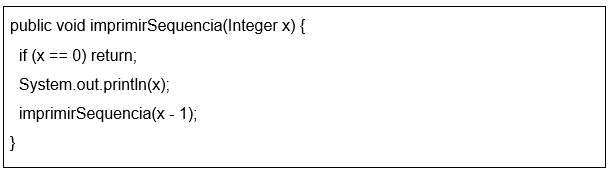 public void imprimirSequencia(Integer x) {
if (x == 0) return;
System.out.println(x);
imprimirSequencia(x - 1);
}